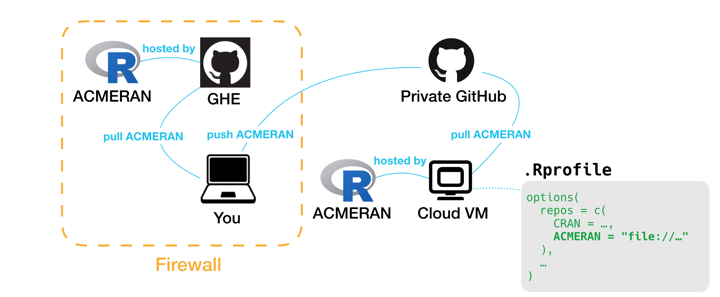 hosted by
R
ACMERAN
GHE
Private GitHub
pull ACMERAN
push ACMERAN
pull ACMERAN
hosted by
R
You
ACMERAN
Cloud VM
Firewall
.Rprofile
options(
repos = c(
CRAN = …,
ACMERAN = "file://…"
),
…
)